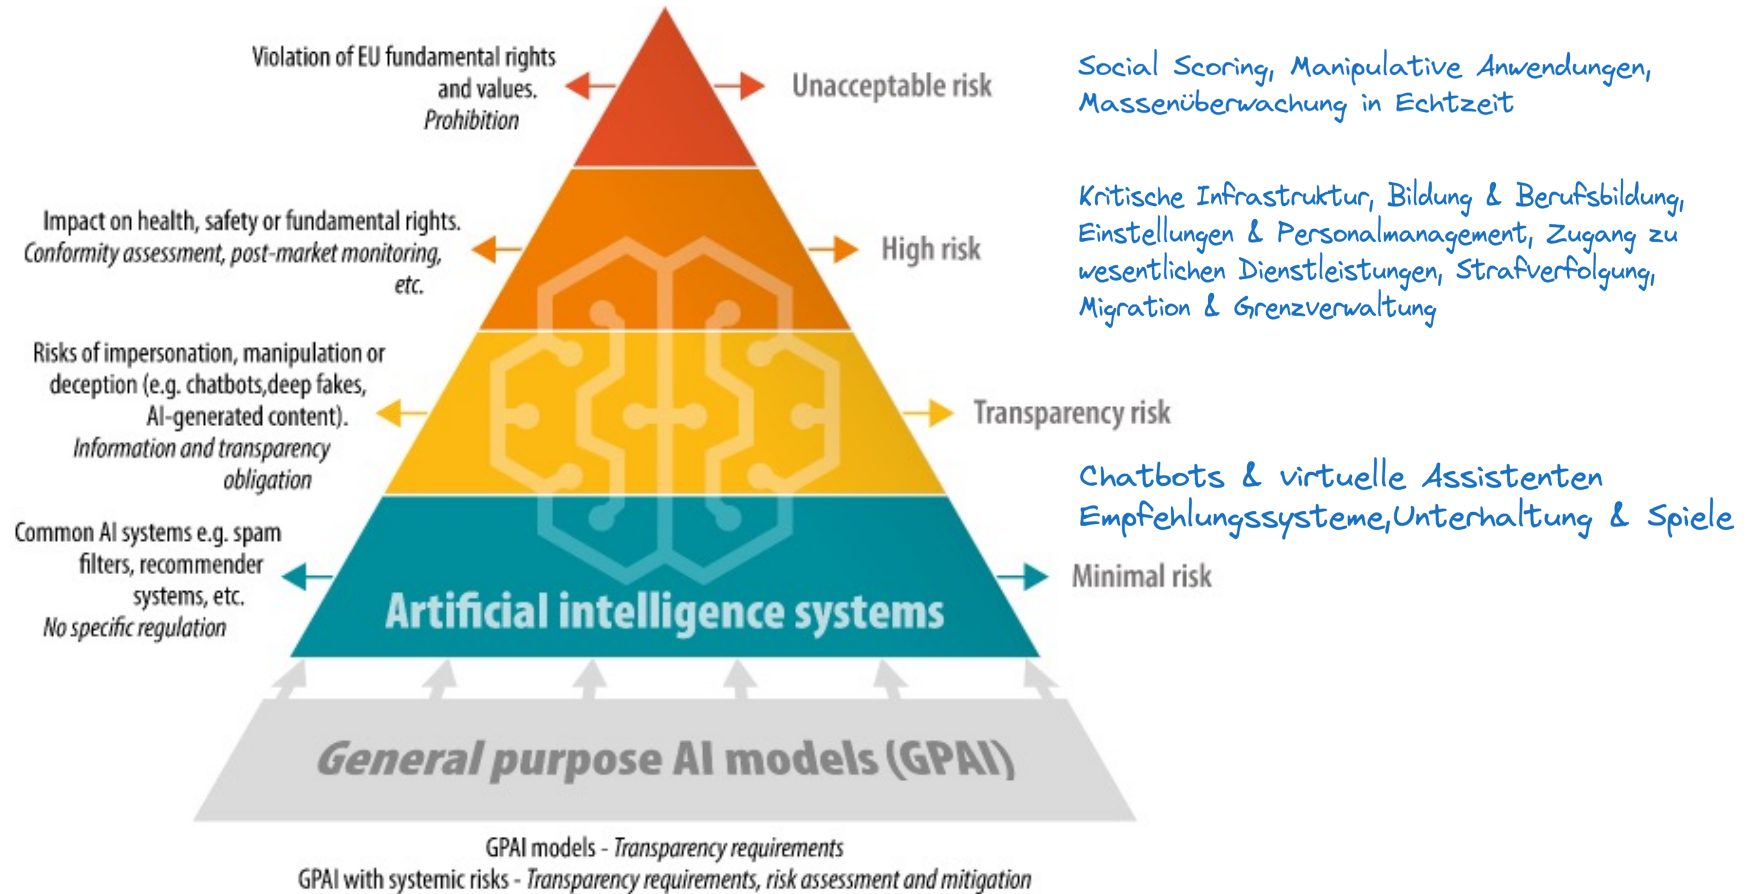 Violation of EU fundamental rights
and values.
Prohibition
Unacceptable risk
Social Scoring, Manipulative Anwendungen,
Massenüberwachung in Echtzeit
Impact on health, safety or fundamental rights.
Conformity assessment, post-market monitoring,
etc.
High risk
Kritische Infrastruktur, Bildung & Berufsbildung,
Einstellungen & Personalmanagement, Zugang zu
wesentlichen Dienstleistungen, Strafverfolgung,
Migration & Grenzverwaltung
Risks of impersonation, manipulation or
deception (e.g. chatbots,deep fakes,
AI-generated content).
Information and transparency
obligation
Transparency risk
Chatbots & virtuelle Assistenten
Empfehlungssysteme,Unterhaltung & Spiele
Common AI systems e.g. spam
filters, recommender
systems, etc.
No specific regulation
Minimal risk
Artificial intelligence systems
General purpose AI models (GPAI)
GPAI models - Transparency requirements
GPAI with systemic risks - Transparency requirements, risk assessment and mitigation